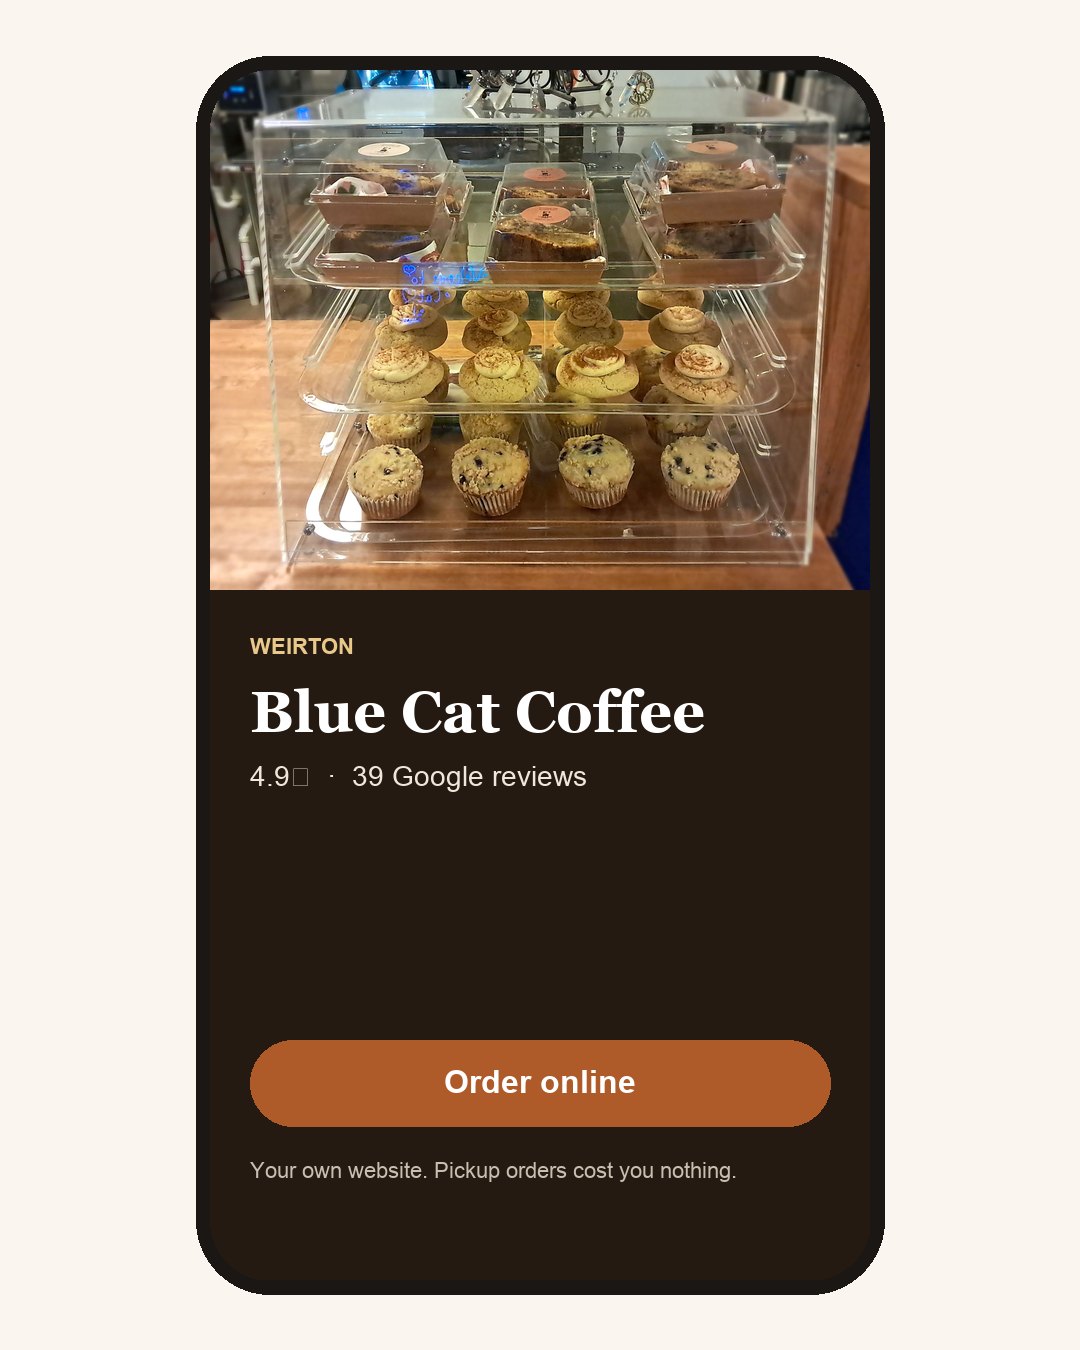 WEIRTON
Blue Cat Coffee
4.9□ · 39 Google reviews
Order online
Your own website. Pickup orders cost you nothing.